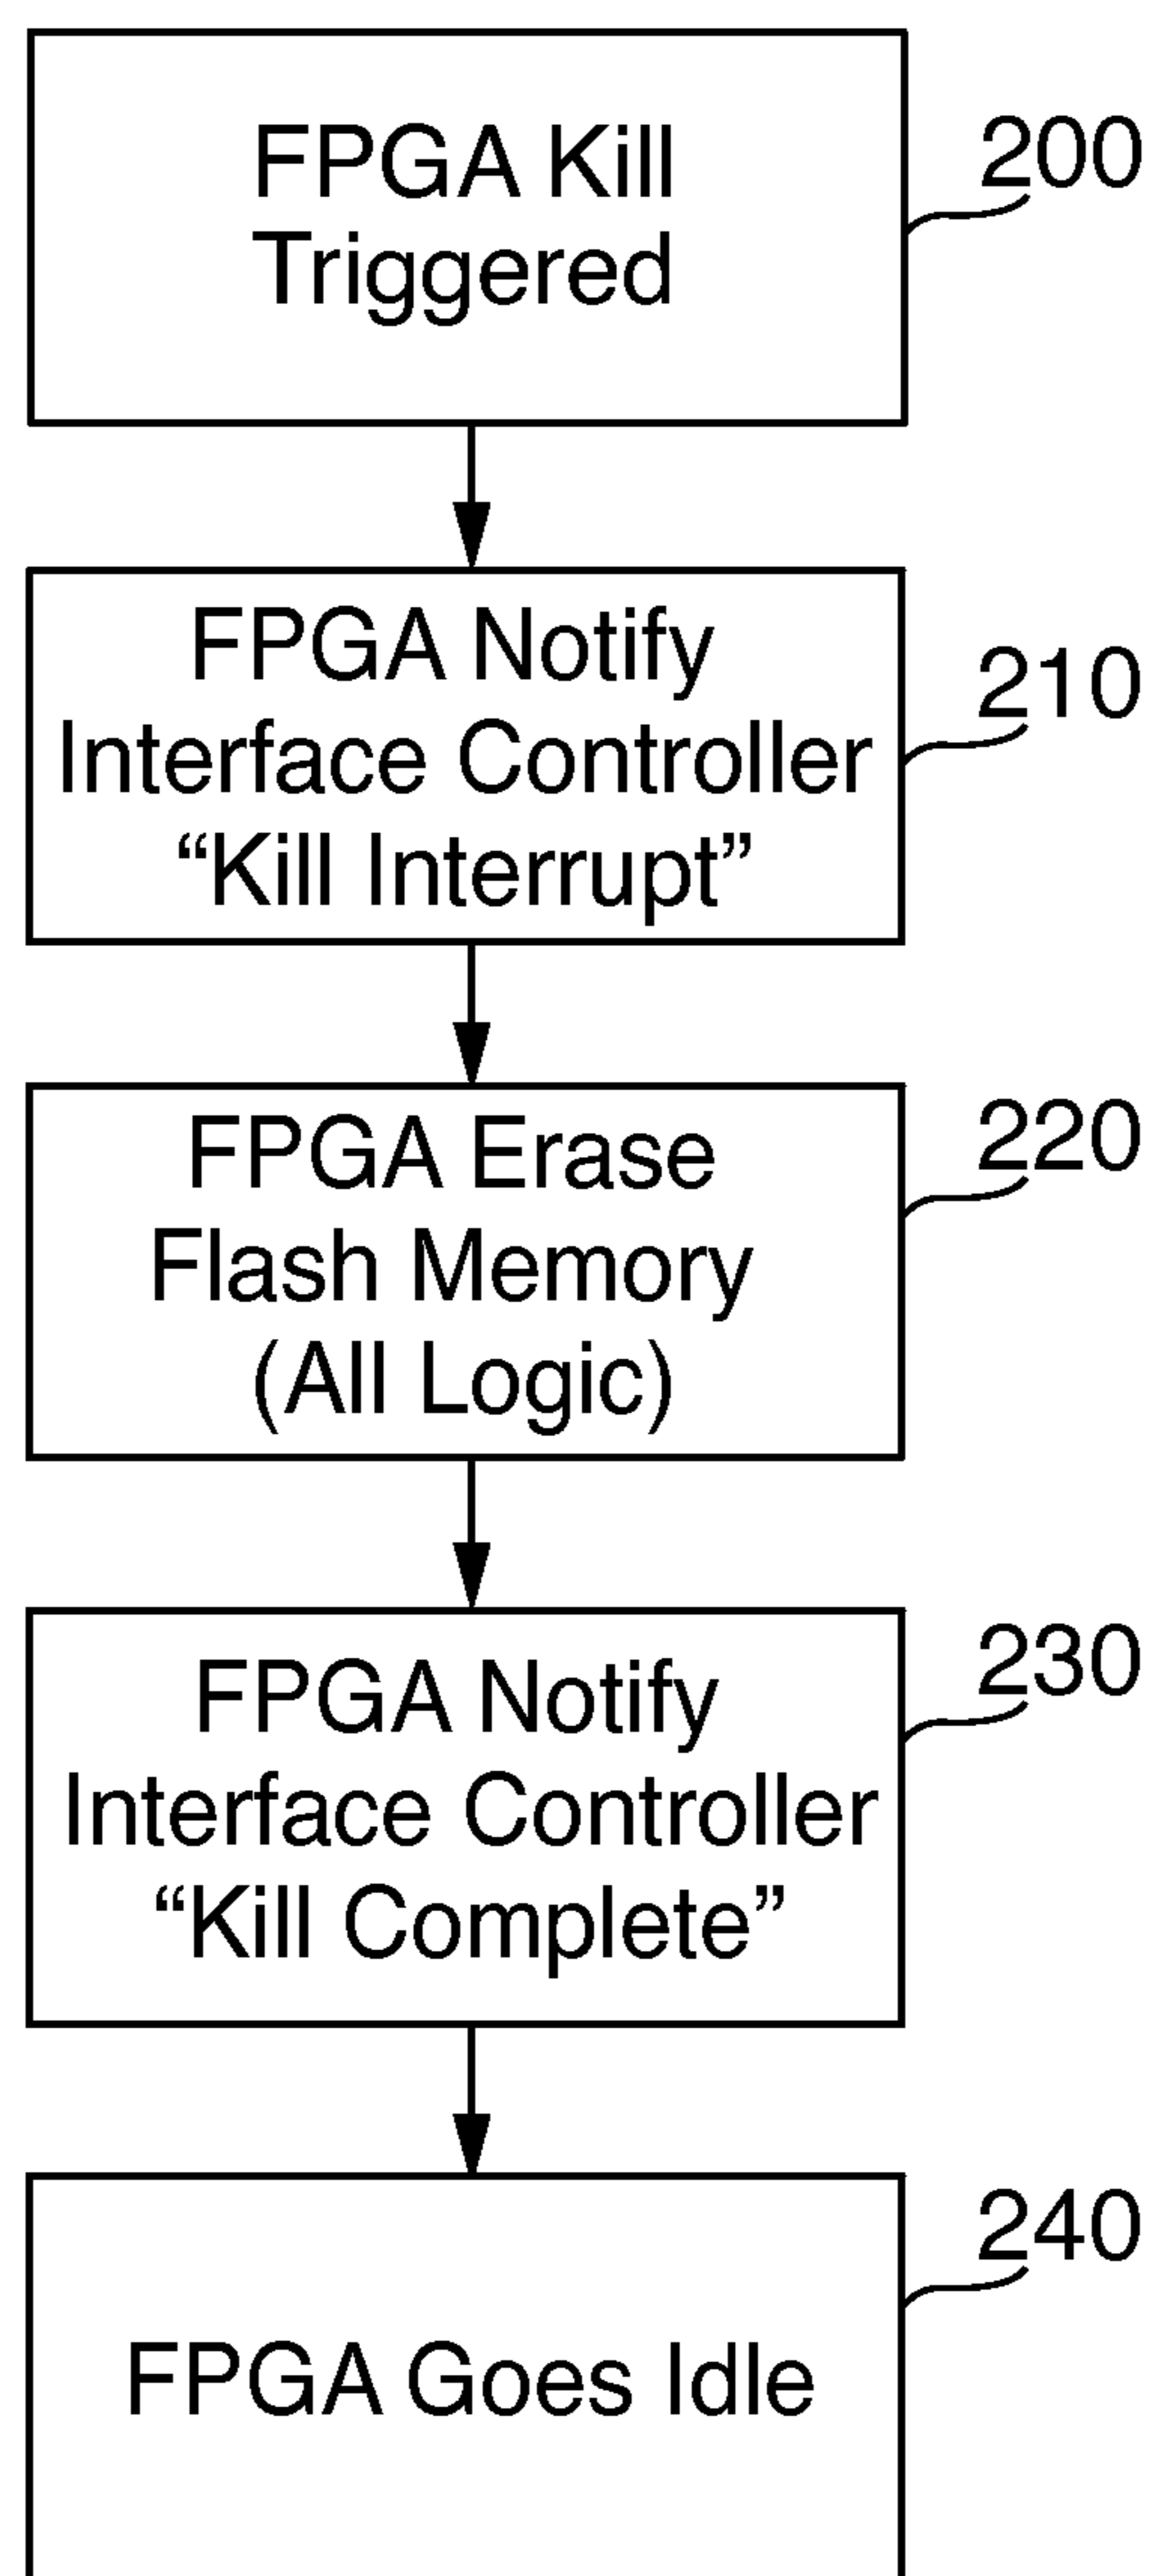 FPGA Kill
Triggered
200
FPGA Notify
Interface Controller
“Kill Interrupt”
210
FPGA Erase
Flash Memory
(All Logic)
220
FPGA Notify
Interface Controller
“Kill Complete”
230
FPGA Goes Idle
240